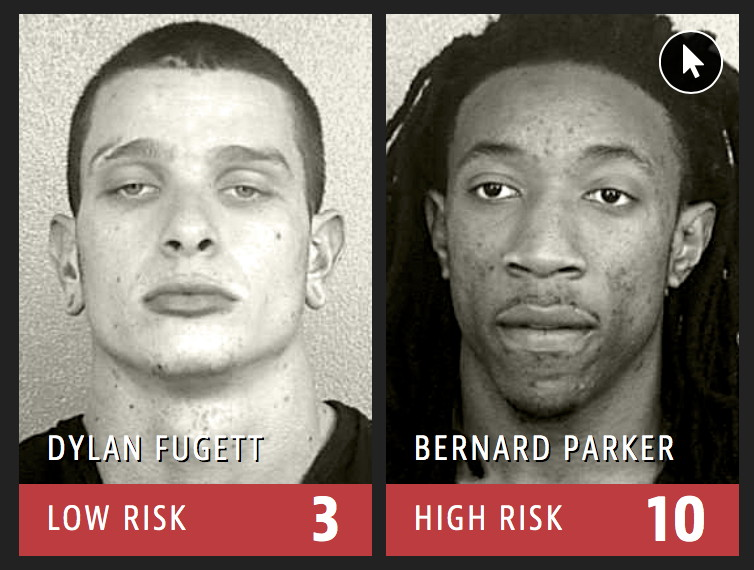 DYLAN FUGETT
LOW RISK 3
BERNARD PARKER
HIGH RISK 10